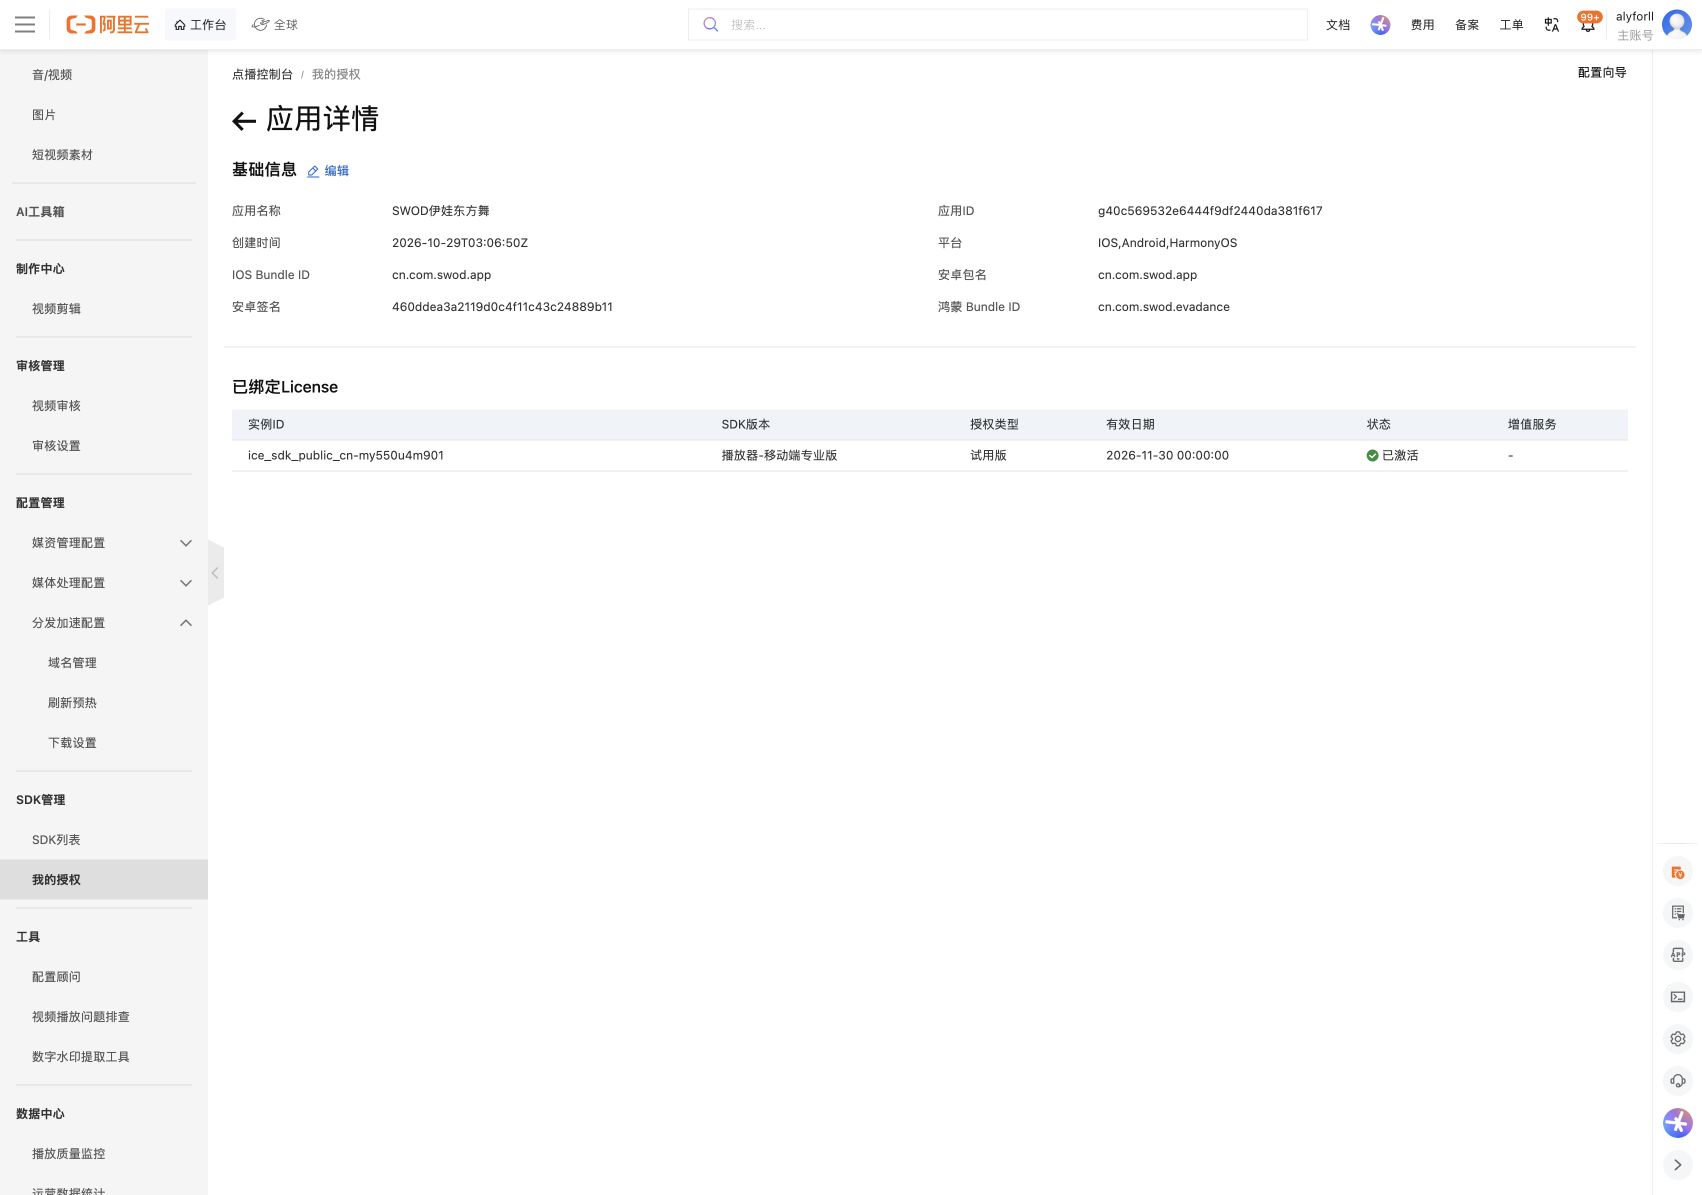 阿里云
工作台
全球
搜索...
文档
费用
备案
工单
99+
alyforll
主账号
音/视频
图片
短视频素材
AI工具箱
制作中心
视频剪辑
审核管理
视频审核
审核设置
配置管理
媒资管理配置
媒体处理配置
分发加速配置
域名管理
刷新预热
下载设置
SDK管理
SDK列表
我的授权
工具
配置顾问
视频播放问题排查
数字水印提取工具
数据中心
播放质量监控
运营数据统计
点播控制台 / 我的授权
配置向导
应用详情
基础信息 编辑
应用名称 SWOD伊娃东方舞 应用ID g40c569532e6444f9df2440da381f617
创建时间 2026-10-29T03:06:50Z 平台 IOS,Android,HarmonyOS
IOS Bundle ID cn.com.swod.app 安卓包名 cn.com.swod.app
安卓签名 460ddea3a2119d0c4f11c43c24889b11 鸿蒙 Bundle ID cn.com.swod.evadance
已绑定License
实例ID SDK版本 授权类型 有效日期 状态 增值服务
ice_sdk_public_cn-my550u4m901 播放器-移动端专业版 试用版 2026-11-30 00:00:00 已激活 -